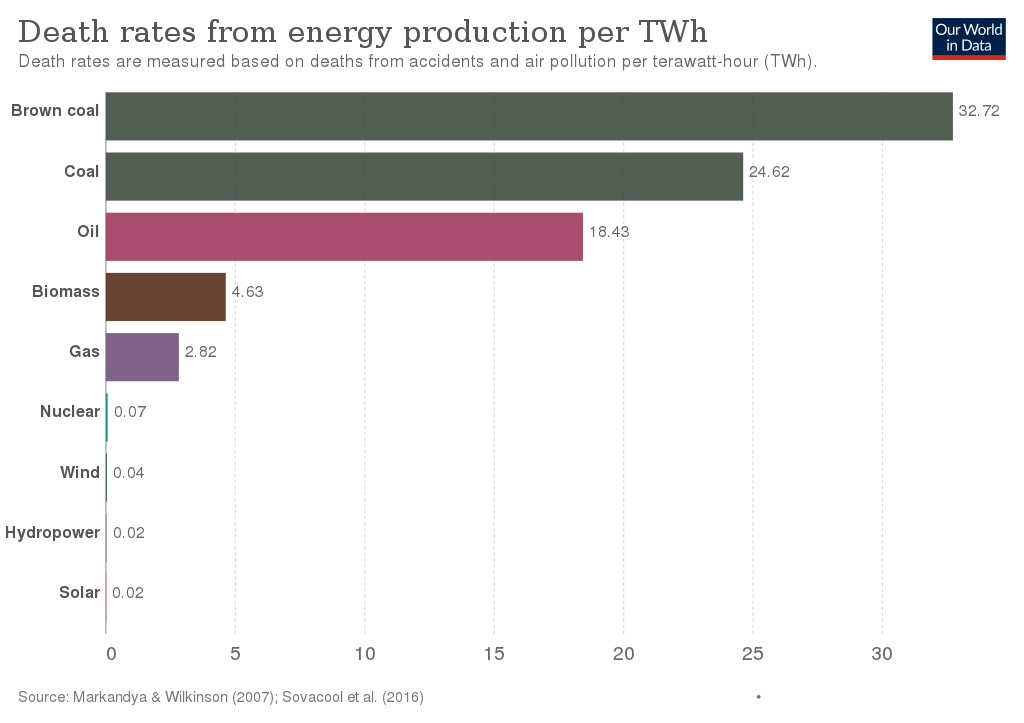 Death rates from energy production per TWh
Our World
in Data
Death rates are measured based on deaths from accidents and air pollution per terawatt-hour (TWh).
Brown coal 32.72
Coal 24.62
Oil 18.43
Biomass 4.63
Gas 2.82
Nuclear 0.07
Wind 0.04
Hydropower 0.02
Solar 0.02
0 5 10 15 20 25 30
Source: Markandya & Wilkinson (2007); Sovacool et al. (2016) •